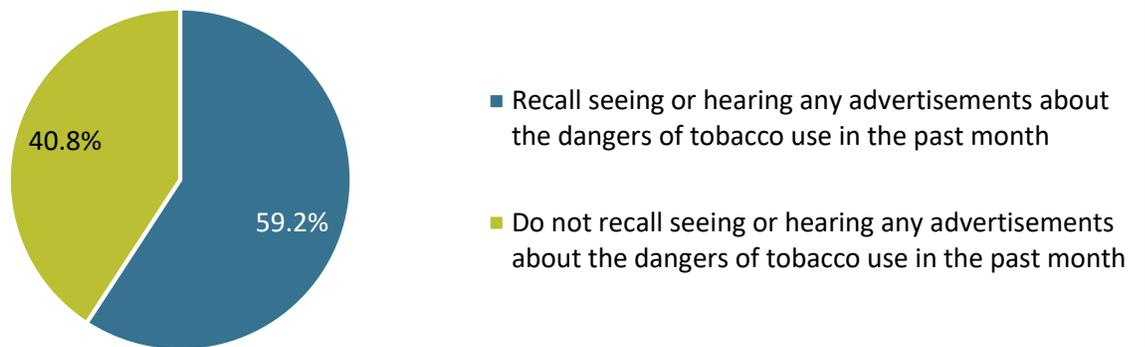 Recall seeing or hearing any advertisements about
the dangers of tobacco use in the past month
40.8%
59.2%
Do not recall seeing or hearing any advertisements
about the dangers of tobacco use in the past month